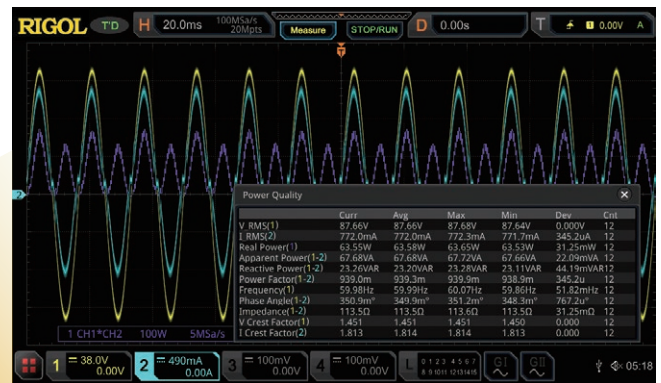 RIGOL T'D H 20.0ms 100MSa/s 20Mpts Measure STOP/RUN D 0.00s T 1 0.00V A
T
2
Power Quality
Curr Avg Max Min Dev Cnt
V_RMS(1) 87.66V 87.66V 87.68V 87.64V 0.000V 12
I_RMS(2) 772.0mA 772.0mA 772.3mA 771.7mA 345.2uA 12
Real Power(1) 63.55W 63.58W 63.65W 63.53W 31.25mW 12
Apparent Power(1-2) 67.68VA 67.68VA 67.72VA 67.66VA 22.09mVA 12
Reactive Power(1-2) 23.26VAR 23.20VAR 23.28VAR 23.11VAR 44.19mVAR12
Power Factor(1-2) 939.0m 939.3m 939.9m 938.9m 345.2u 12
Frequency(1) 59.98Hz 59.99Hz 60.07Hz 59.86Hz 51.82mHz 12
Phase Angle(1-2) 350.9m° 349.9m° 351.2m° 348.3m° 767.2u° 12
Impedance(1-2) 113.5Ω 113.5Ω 113.6Ω 113.5Ω 31.25mΩ 12
V Crest Factor(1) 1.451 1.451 1.451 1.450 0.000 12
I Crest Factor(2) 1.813 1.814 1.814 1.813 0.000 12
1 CH1*CH2 100W 5MSa/
1 38.0V 0.00V 2 490mA 0.00A 3 100mV 0.00V 4 100mV 0.00V L 0 1 2 3 4 5 6 7 8 9 10 11 12 13 14 15 GI GII 05:18